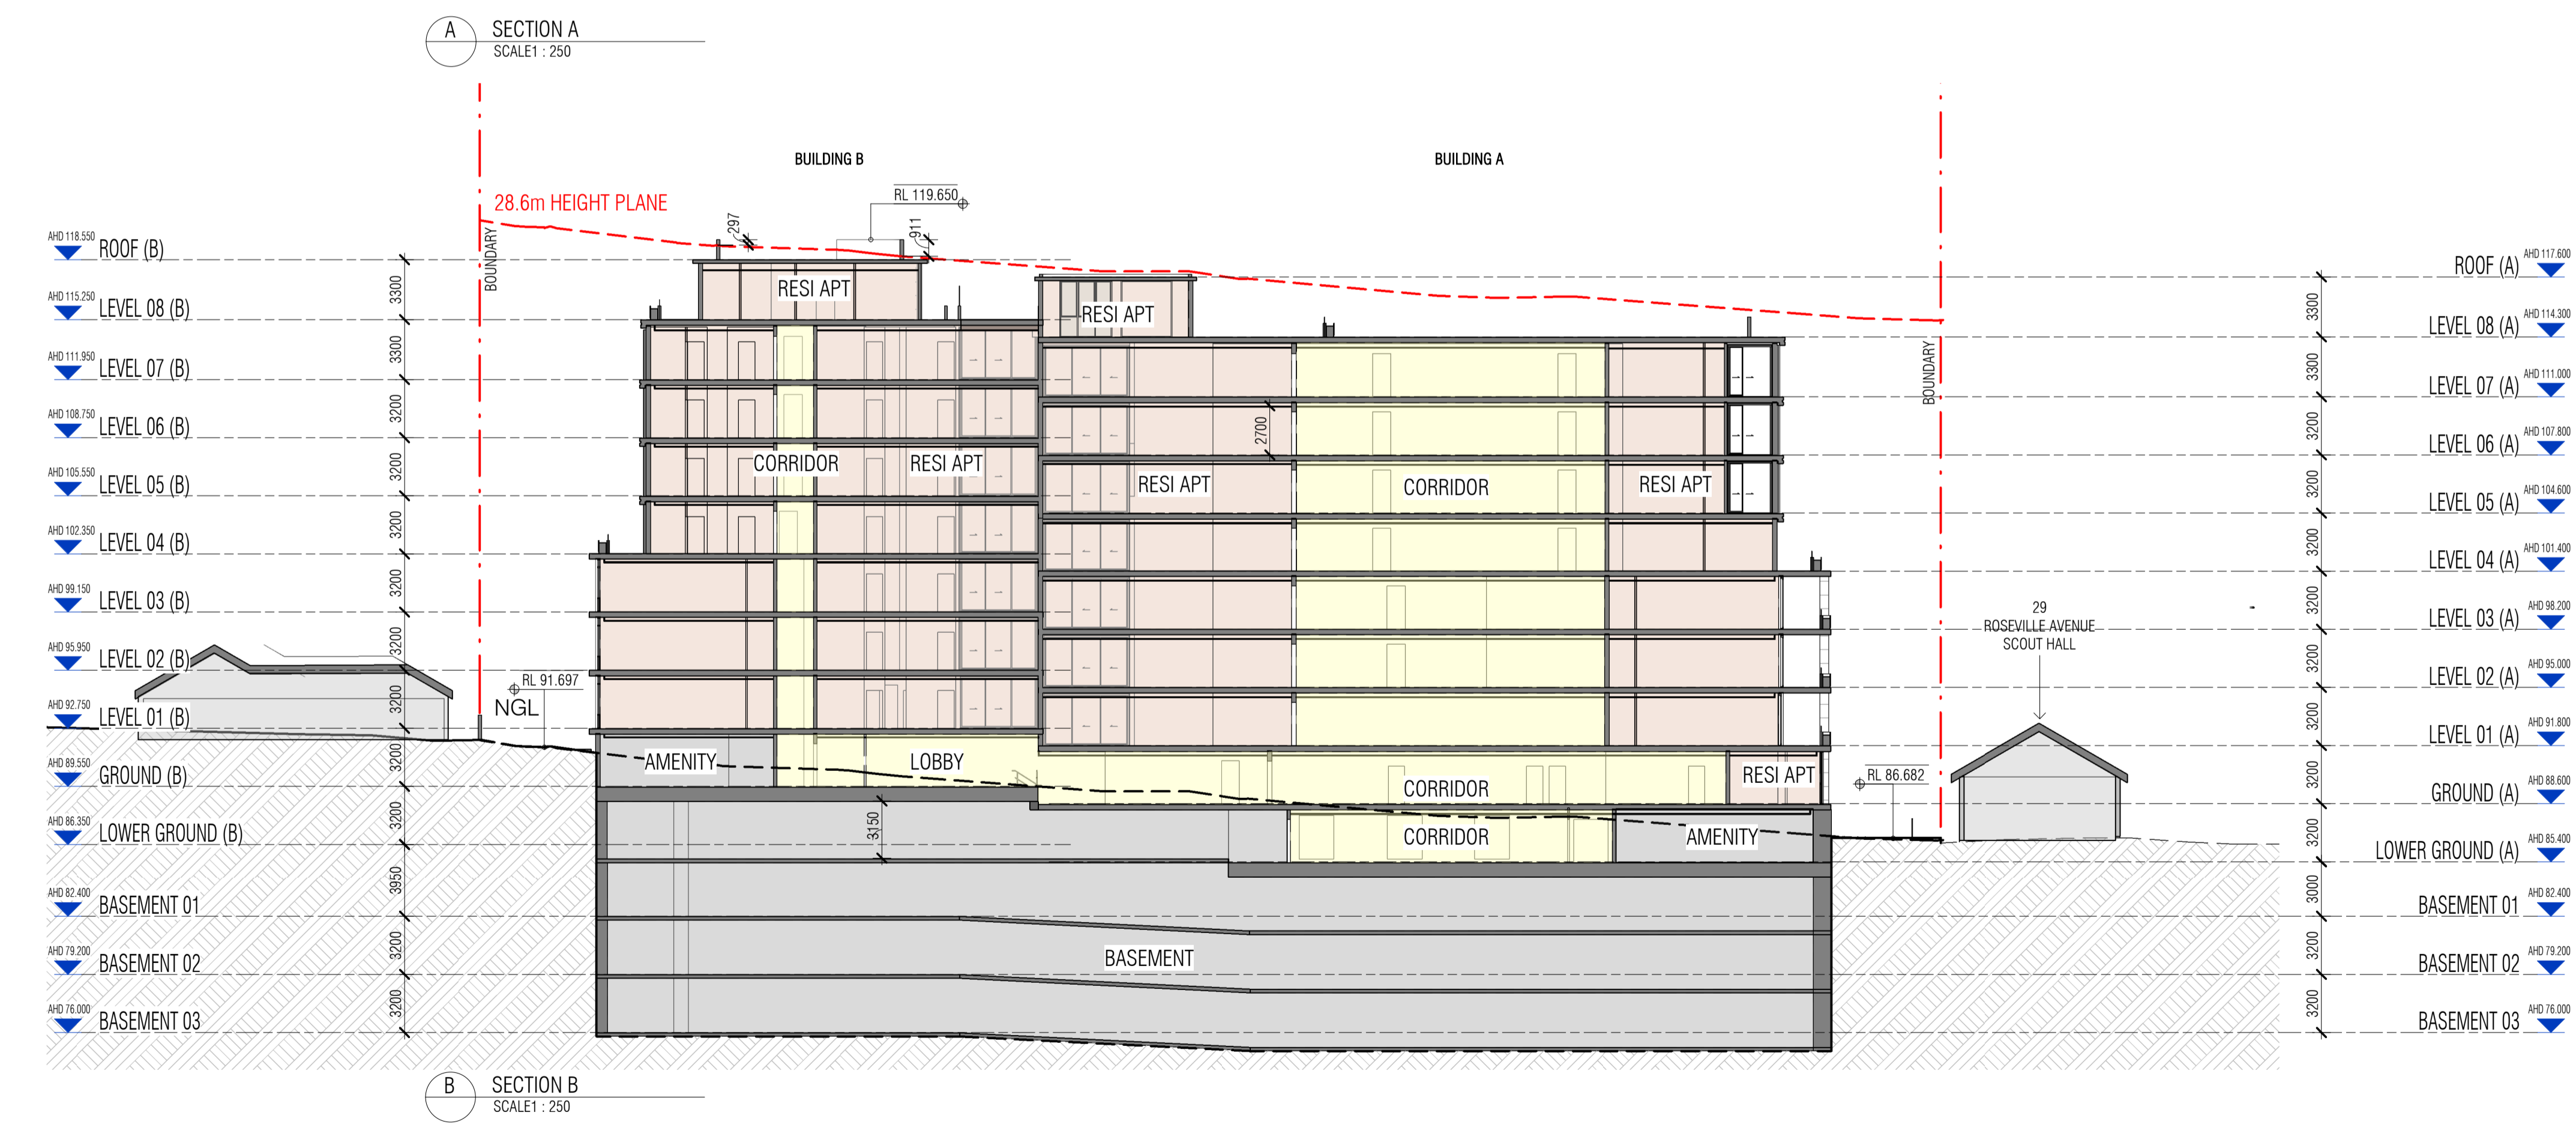 A
SECTION A
SCALE1 : 250
BUILDING B
BUILDING A
28.6m HEIGHT PLANE
RL 119.650
297
911
BOUNDARY
BOUNDARY
AHD 118.550
ROOF (B)
3300
AHD 115.250
LEVEL 08 (B)
3300
AHD 111.950
LEVEL 07 (B)
3200
AHD 108.750
LEVEL 06 (B)
3200
AHD 105.550
LEVEL 05 (B)
3200
AHD 102.350
LEVEL 04 (B)
3200
AHD 99.150
LEVEL 03 (B)
3200
AHD 95.950
LEVEL 02 (B)
3200
AHD 92.750
LEVEL 01 (B)
3200
AHD 89.550
GROUND (B)
3200
AHD 86.350
LOWER GROUND (B)
3950
AHD 82.400
BASEMENT 01
3200
AHD 79.200
BASEMENT 02
3200
AHD 76.000
BASEMENT 03
RL 91.697
NGL
RESI APT
RESI APT
CORRIDOR
RESI APT
2700
RESI APT
CORRIDOR
RESI APT
AMENITY
LOBBY
CORRIDOR
RESI APT
RL 86.682
3150
CORRIDOR
AMENITY
BASEMENT
29
ROSEVILLE AVENUE
SCOUT HALL
ROOF (A)
AHD 117.600
3300
LEVEL 08 (A)
AHD 114.300
3300
LEVEL 07 (A)
AHD 111.000
3200
LEVEL 06 (A)
AHD 107.800
3200
LEVEL 05 (A)
AHD 104.600
3200
LEVEL 04 (A)
AHD 101.400
3200
LEVEL 03 (A)
AHD 98.200
3200
LEVEL 02 (A)
AHD 95.000
3200
LEVEL 01 (A)
AHD 91.800
3200
GROUND (A)
AHD 88.600
3200
LOWER GROUND (A)
AHD 85.400
3000
BASEMENT 01
AHD 82.400
3200
BASEMENT 02
AHD 79.200
3200
BASEMENT 03
AHD 76.000
B
SECTION B
SCALE1 : 250